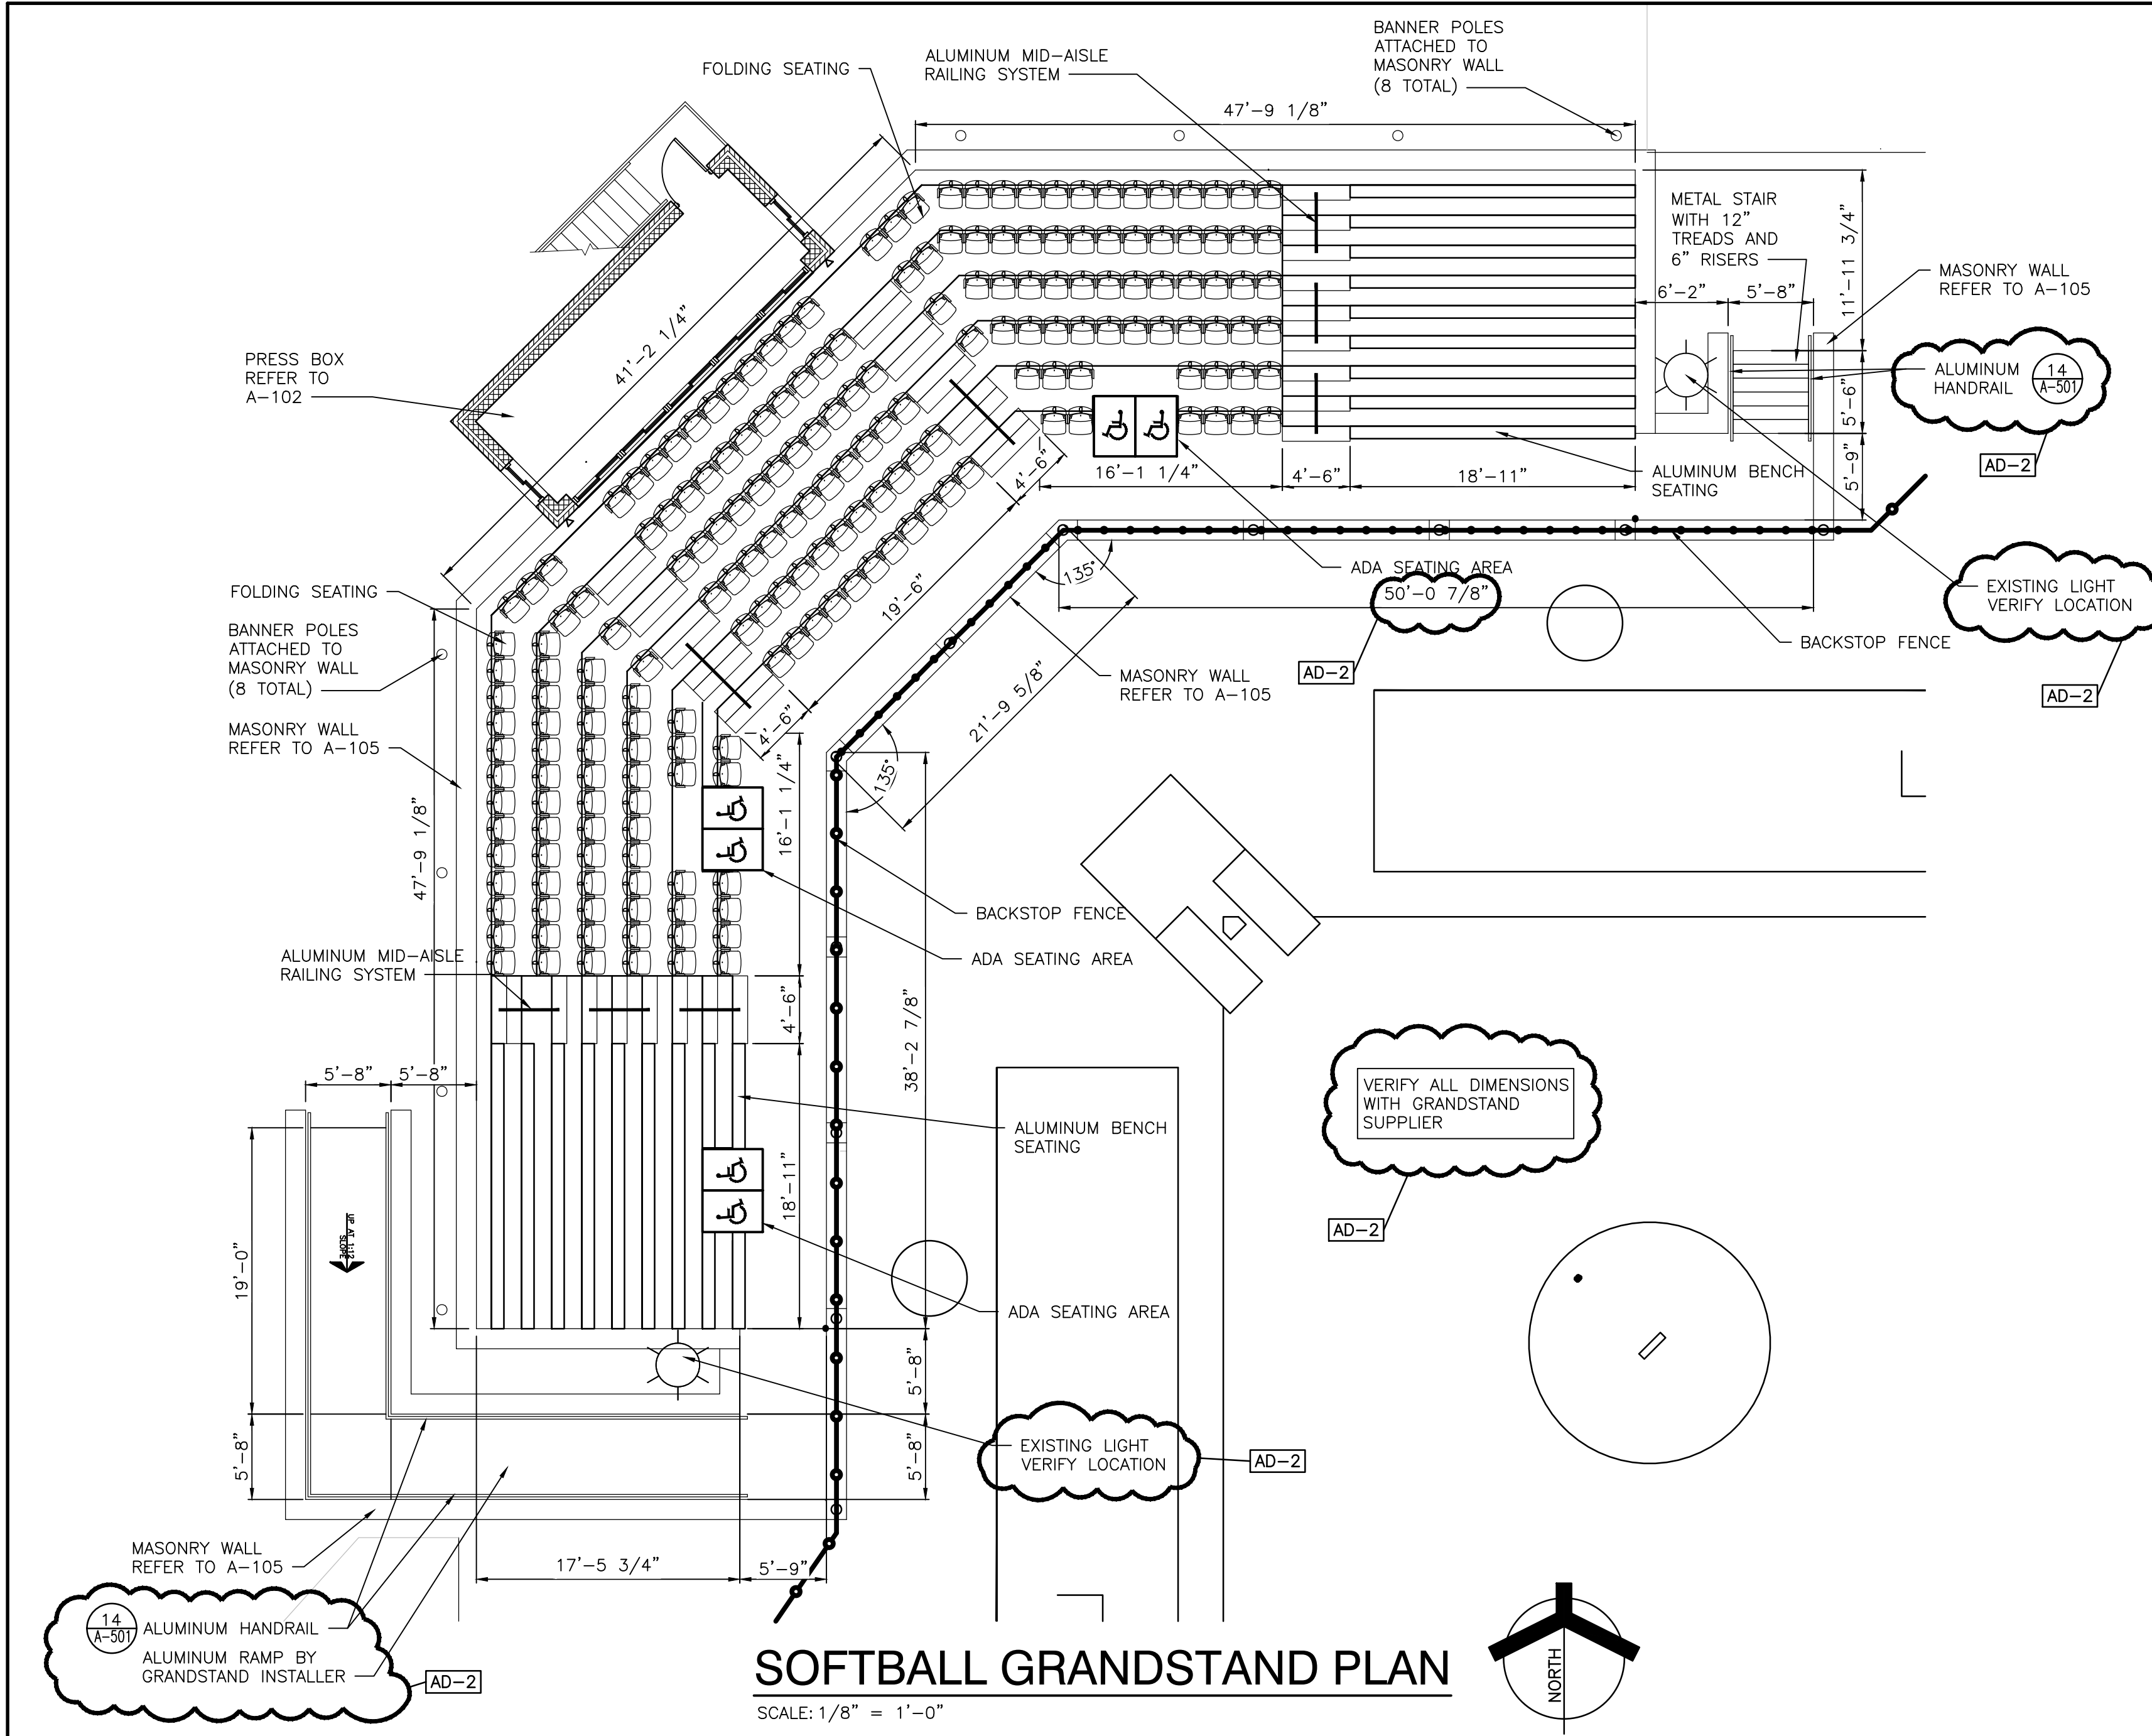 BANNER POLES
ATTACHED TO
MASONRY WALL
(8 TOTAL)
ALUMINUM MID-AISLE
RAILING SYSTEM
FOLDING SEATING
47'-9 1/8"
METAL STAIR
WITH 12"
TREADS AND
6" RISERS
11'-11 3/4"
MASONRY WALL
REFER TO A-105
6'-2"
5'-8"
41'-2 1/4"
PRESS BOX
REFER TO
A-102
ALUMINUM
HANDRAIL
14
A-501
5'-6"
AD-2
5'-9"
4'-6"
16'-1 1/4"
4'-6"
18'-11"
ALUMINUM BENCH
SEATING
ADA SEATING AREA
135°
50'-0 7/8"
EXISTING LIGHT
VERIFY LOCATION
FOLDING SEATING
19'-6"
BANNER POLES
ATTACHED TO
MASONRY WALL
(8 TOTAL)
BACKSTOP FENCE
AD-2
MASONRY WALL
REFER TO A-105
AD-2
21'-9 5/8"
4'-6"
MASONRY WALL
REFER TO A-105
135°
16'-1 1/4"
47'-9 1/8"
BACKSTOP FENCE
ALUMINUM MID-AISLE
RAILING SYSTEM
ADA SEATING AREA
4'-6"
38'-2 7/8"
5'-8"
5'-8"
VERIFY ALL DIMENSIONS
WITH GRANDSTAND
SUPPLIER
ALUMINUM BENCH
SEATING
18'-11"
UP AT 1:12
SLOPE
AD-2
19'-0"
ADA SEATING AREA
5'-8"
5'-8"
5'-8"
EXISTING LIGHT
VERIFY LOCATION
AD-2
MASONRY WALL
REFER TO A-105
17'-5 3/4"
5'-9"
14
A-501
ALUMINUM HANDRAIL
ALUMINUM RAMP BY
GRANDSTAND INSTALLER
AD-2
SOFTBALL GRANDSTAND PLAN
SCALE: 1/8" = 1'-0"
NORTH